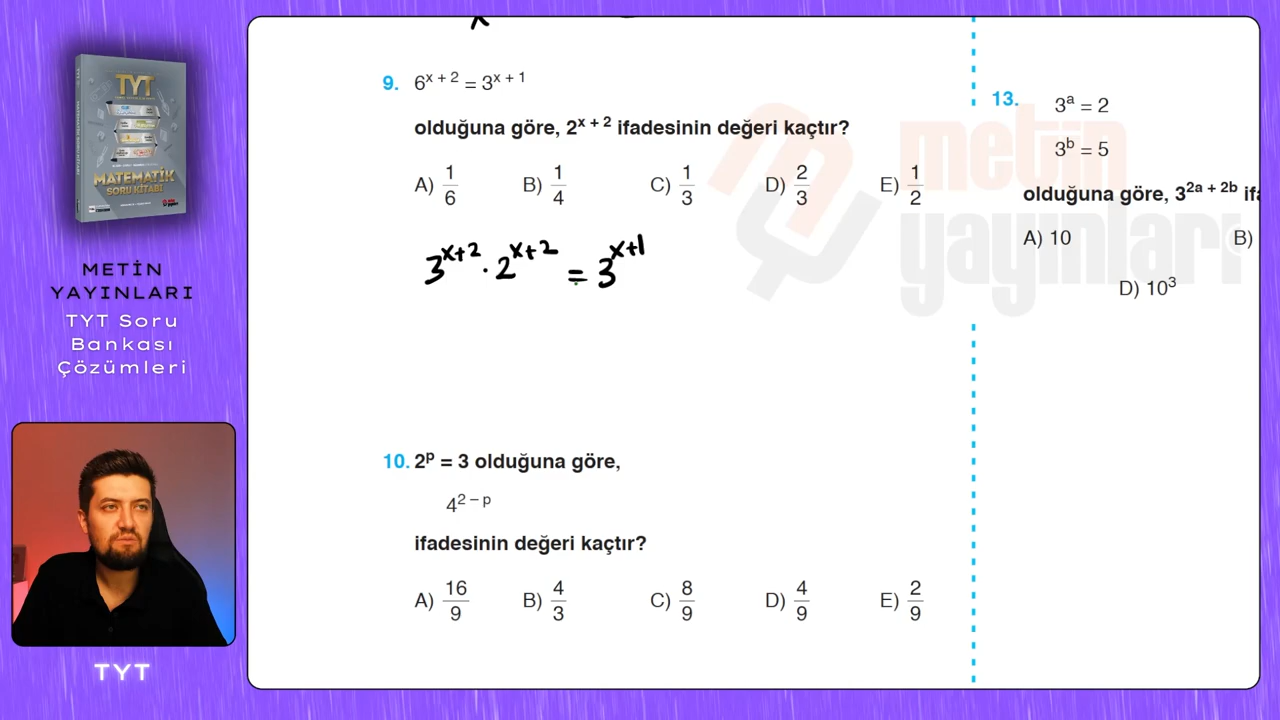 TYT
MATEMATİK
SORU KİTABI
METİN
YAYINLARI
TYT Soru
Bankası
Çözümleri
TYT
x
9. 6^{x + 2} = 3^{x + 1}
olduğuna göre, 2^{x + 2} ifadesinin değeri kaçtır?
A) 1/6 B) 1/4 C) 1/3 D) 2/3 E) 1/2
3^{x+2} · 2^{x+2} = 3^{x+1}
10. 2^p = 3 olduğuna göre,
4^{2 – p}
ifadesinin değeri kaçtır?
A) 16/9 B) 4/3 C) 8/9 D) 4/9 E) 2/9
13. 3^a = 2
3^b = 5
olduğuna göre, 3^{2a + 2b} ifa
A) 10 B)
D) 10^3
metin
yayınları